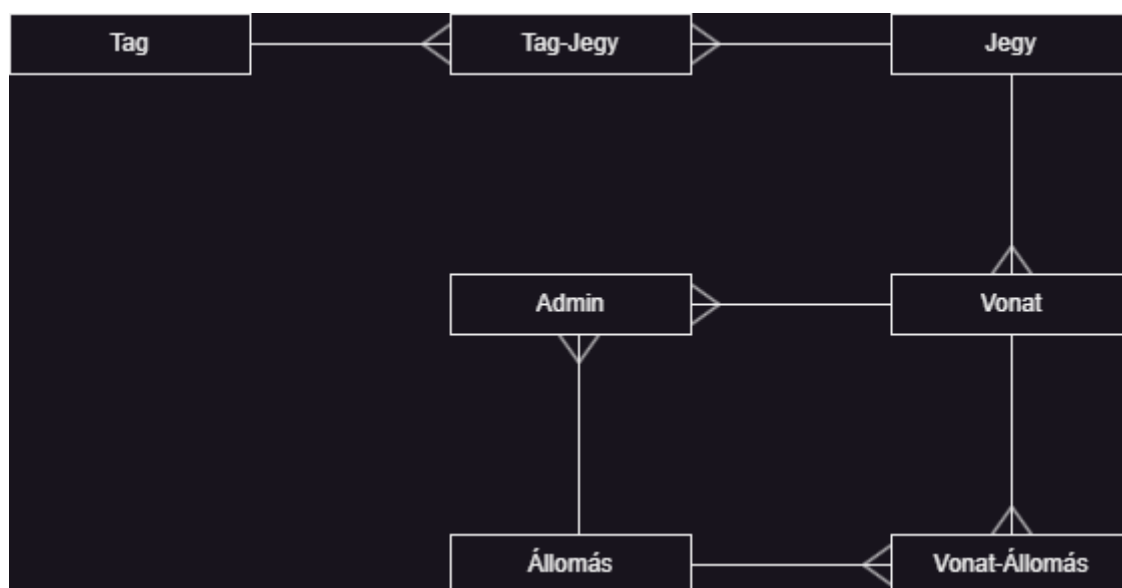 Tag
Tag-Jegy
Jegy
Admin
Vonat
Állomás
Vonat-Állomás